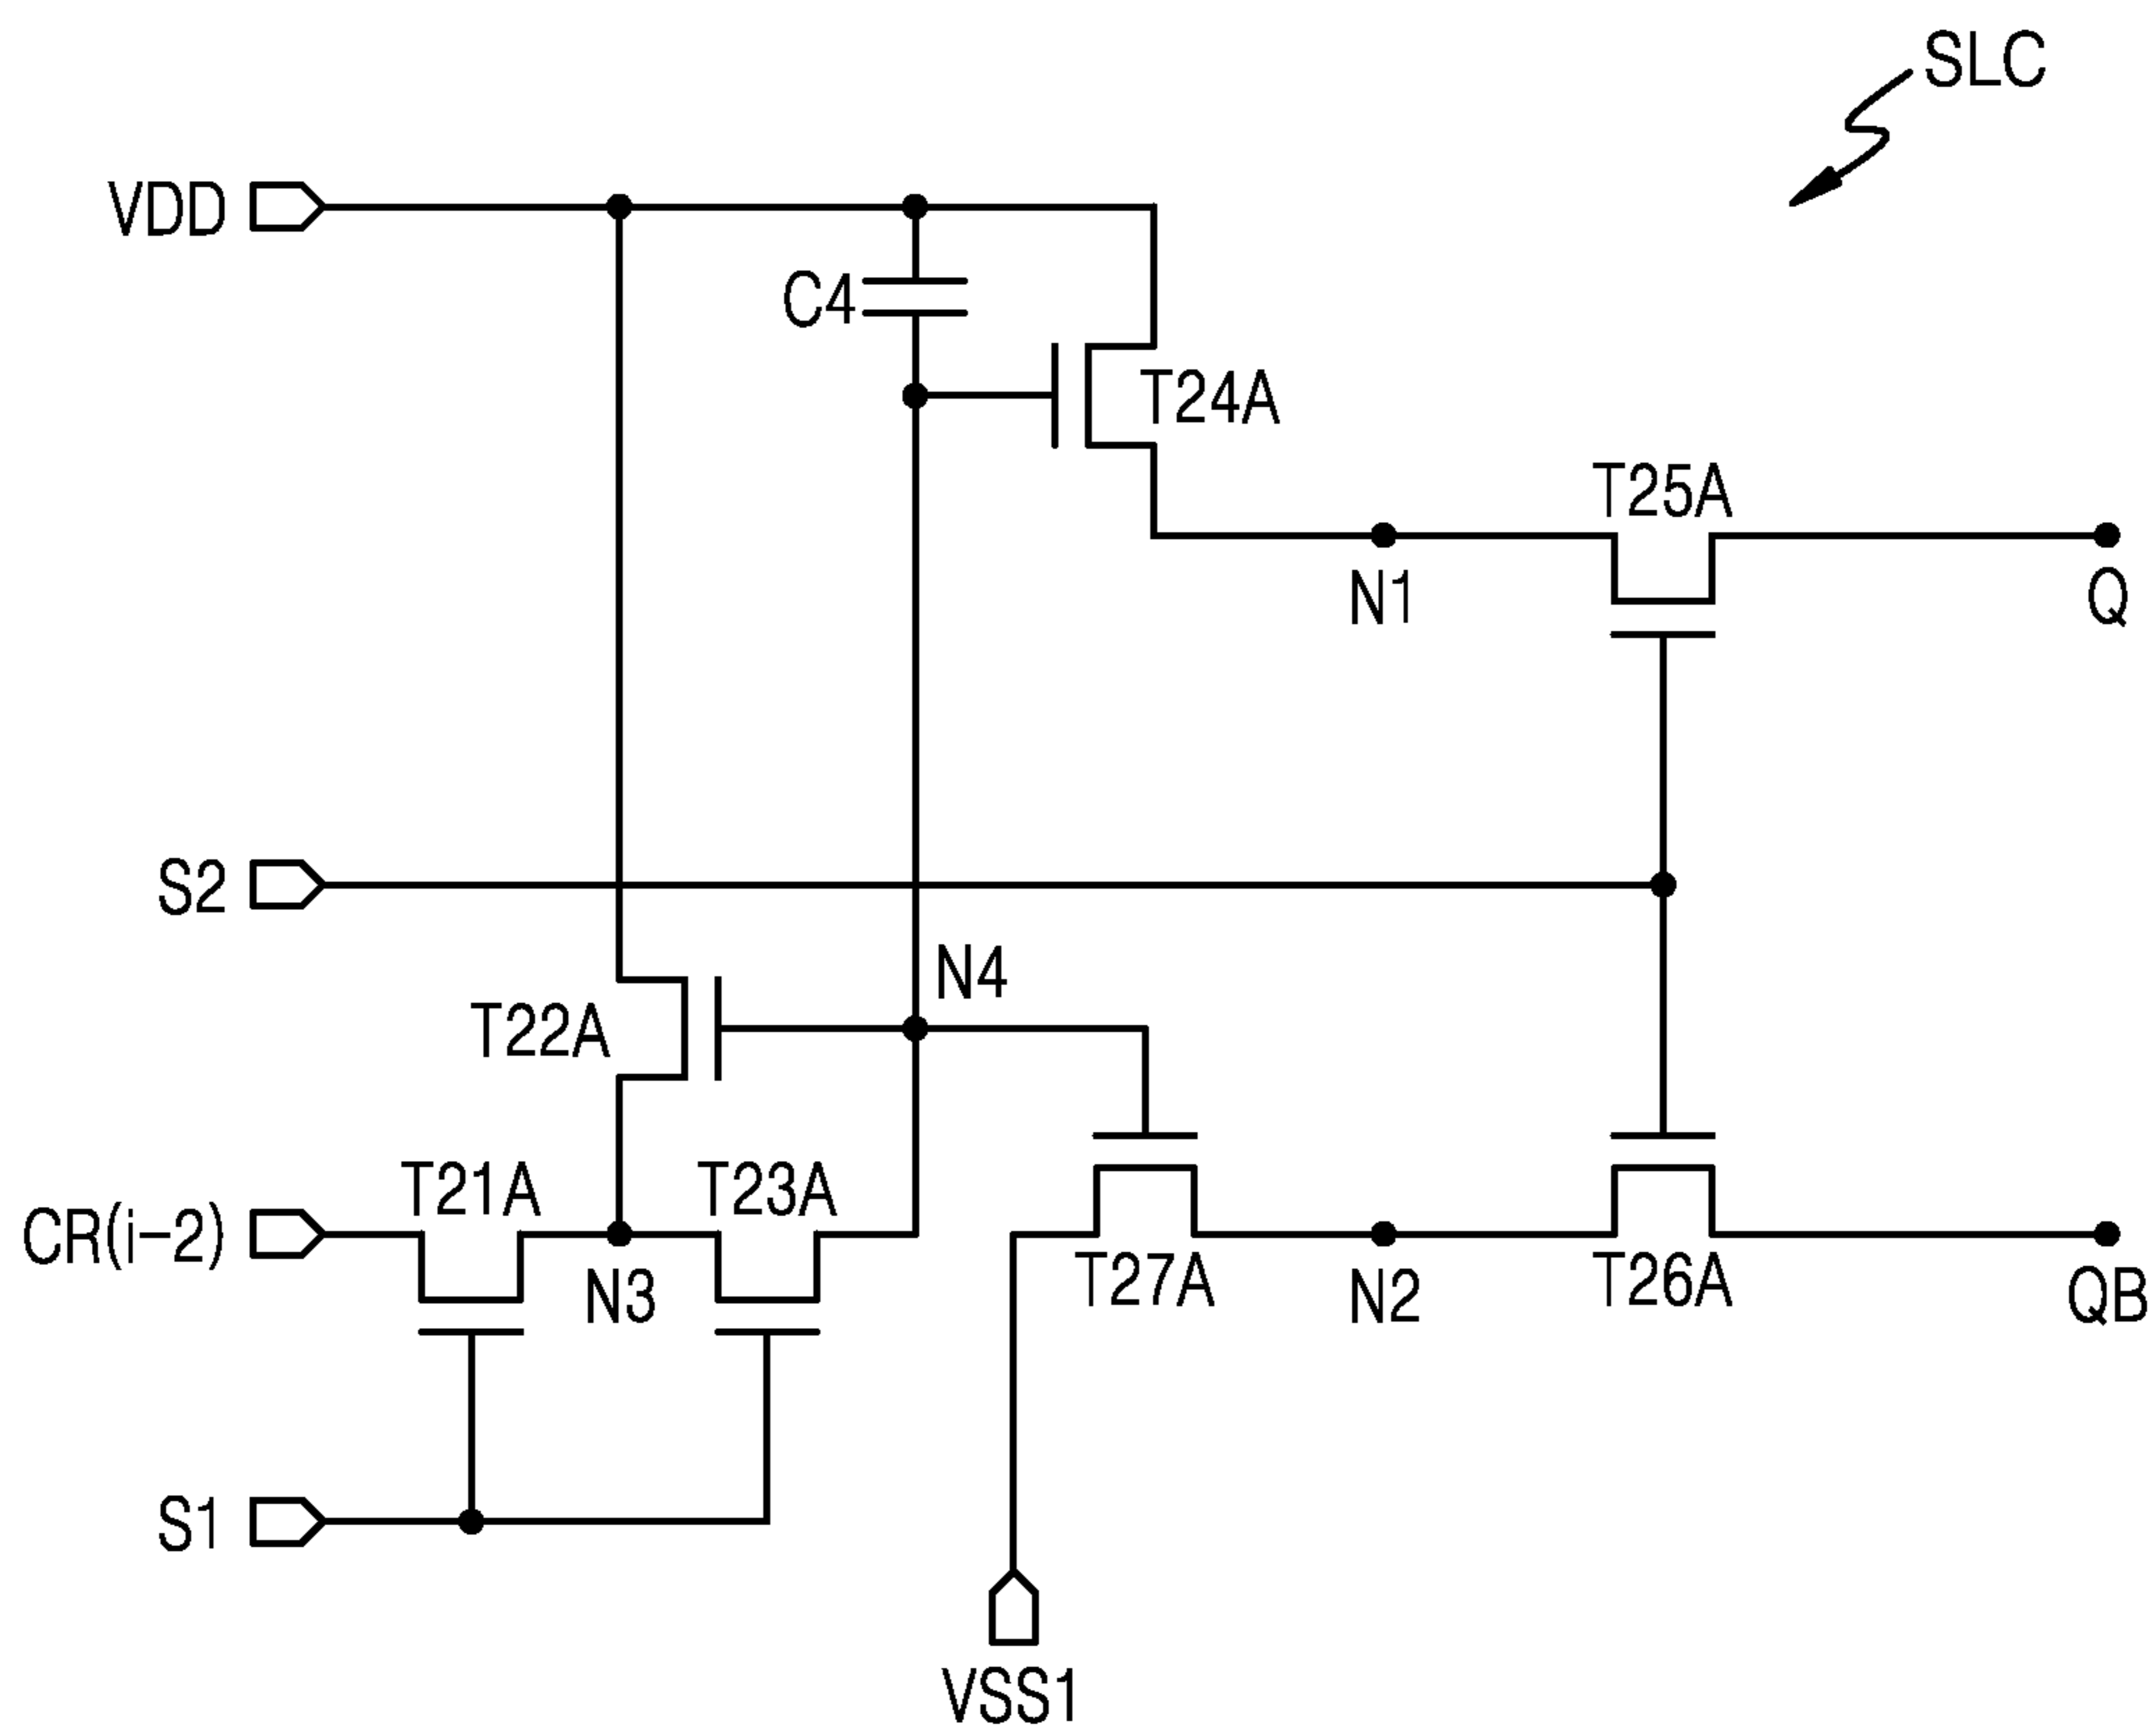 SLC
VDD
C4
T24A
T25A
N1
Q
S2
N4
T22A
T21A
T23A
CR(i-2)
N3
T27A
N2
T26A
QB
S1
VSS1